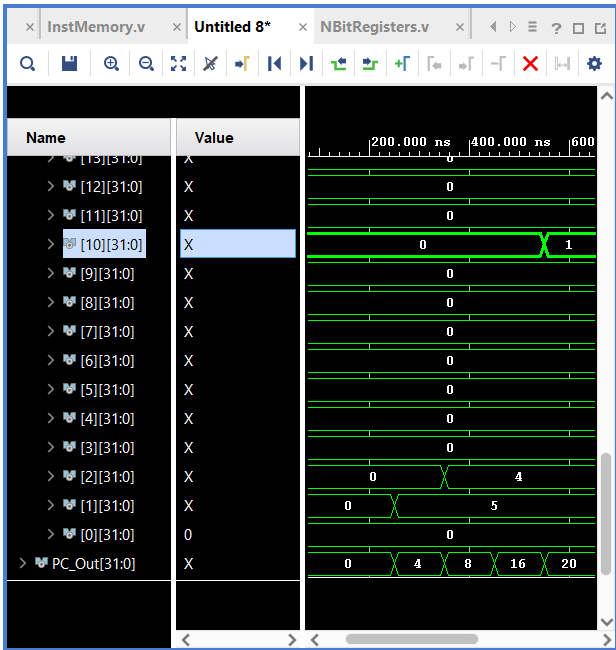 InstMemory.v × Untitled 8* × NBitRegisters.v ×
Name Value
200.000 ns 400.000 ns 600
[13][31:0] X 0
[12][31:0] X 0
[11][31:0] X 0
[10][31:0] X 0 1
[9][31:0] X 0
[8][31:0] X 0
[7][31:0] X 0
[6][31:0] X 0
[5][31:0] X 0
[4][31:0] X 0
[3][31:0] X 0
[2][31:0] X 0 4
[1][31:0] X 0 5
[0][31:0] 0 0
PC_Out[31:0] X 0 4 8 16 20